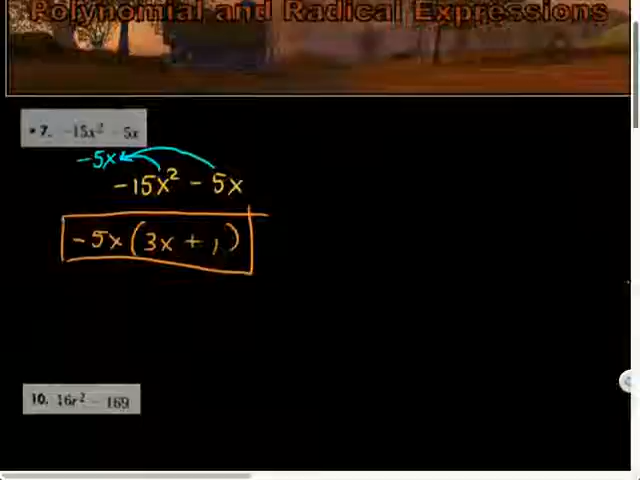 Polynomial and Radical Expressions
• 7. -15x² - 5x
-5x
-15x² - 5x
-5x(3x + 1)
10. 16r² - 169